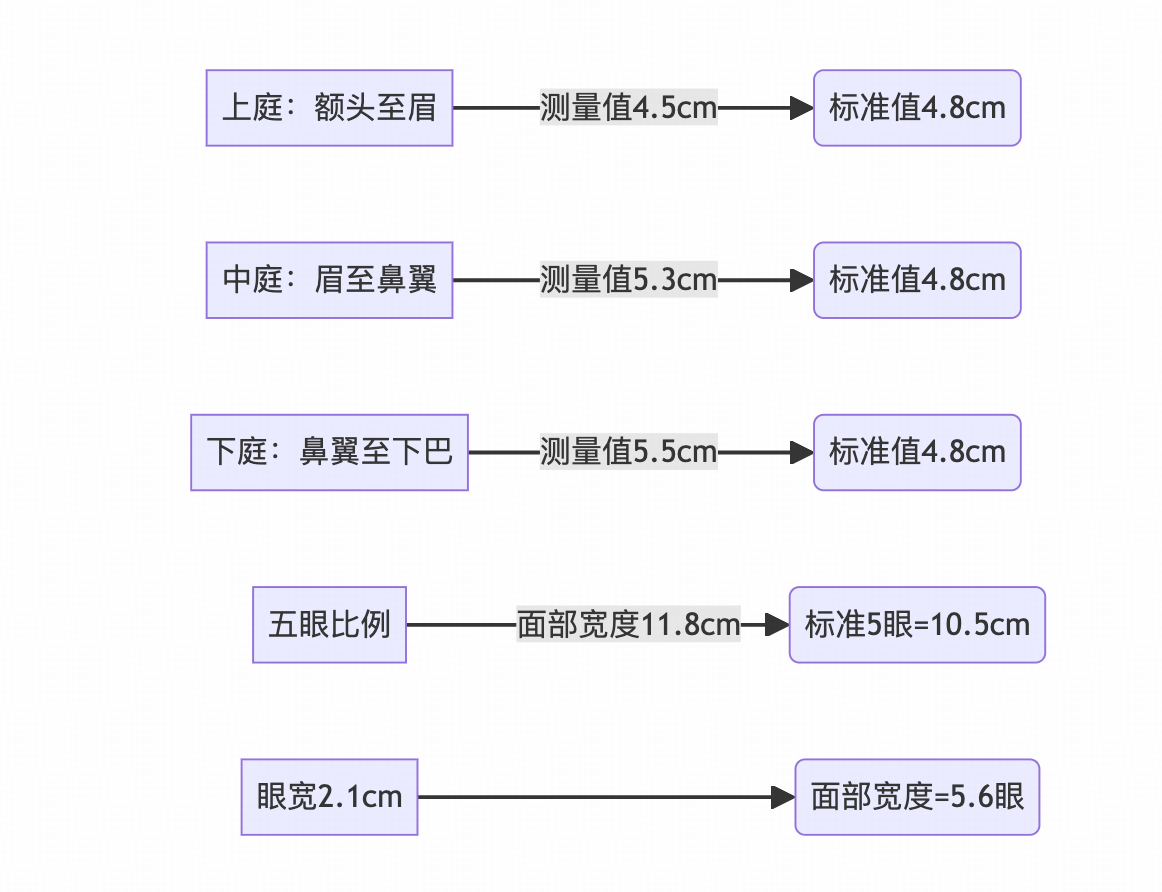 上庭：额头至眉
测量值4.5cm
标准值4.8cm
中庭：眉至鼻翼
测量值5.3cm
标准值4.8cm
下庭：鼻翼至下巴
测量值5.5cm
标准值4.8cm
五眼比例
面部宽度11.8cm
标准5眼=10.5cm
眼宽2.1cm
面部宽度=5.6眼